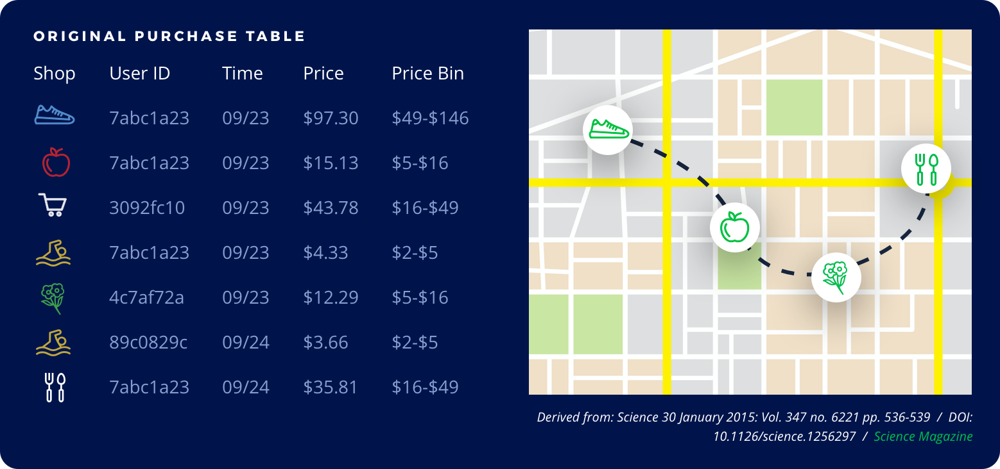 ORIGINAL PURCHASE TABLE
Shop User ID Time Price Price Bin
7abc1a23 09/23 $97.30 $49-$146
7abc1a23 09/23 $15.13 $5-$16
3092fc10 09/23 $43.78 $16-$49
7abc1a23 09/23 $4.33 $2-$5
4c7af72a 09/23 $12.29 $5-$16
89c0829c 09/24 $3.66 $2-$5
7abc1a23 09/24 $35.81 $16-$49
Derived from: Science 30 January 2015: Vol. 347 no. 6221 pp. 536-539 / DOI:
10.1126/science.1256297 / Science Magazine